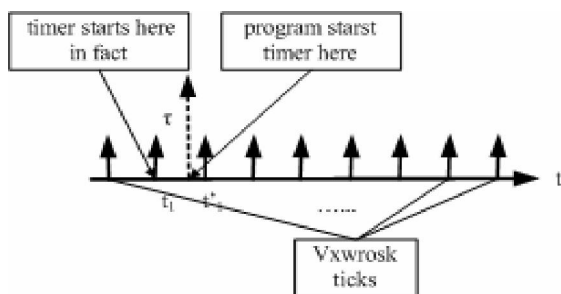 timer starts here
in fact
program starst
timer here
τ
t
t₁
......
Vxwrosk
ticks